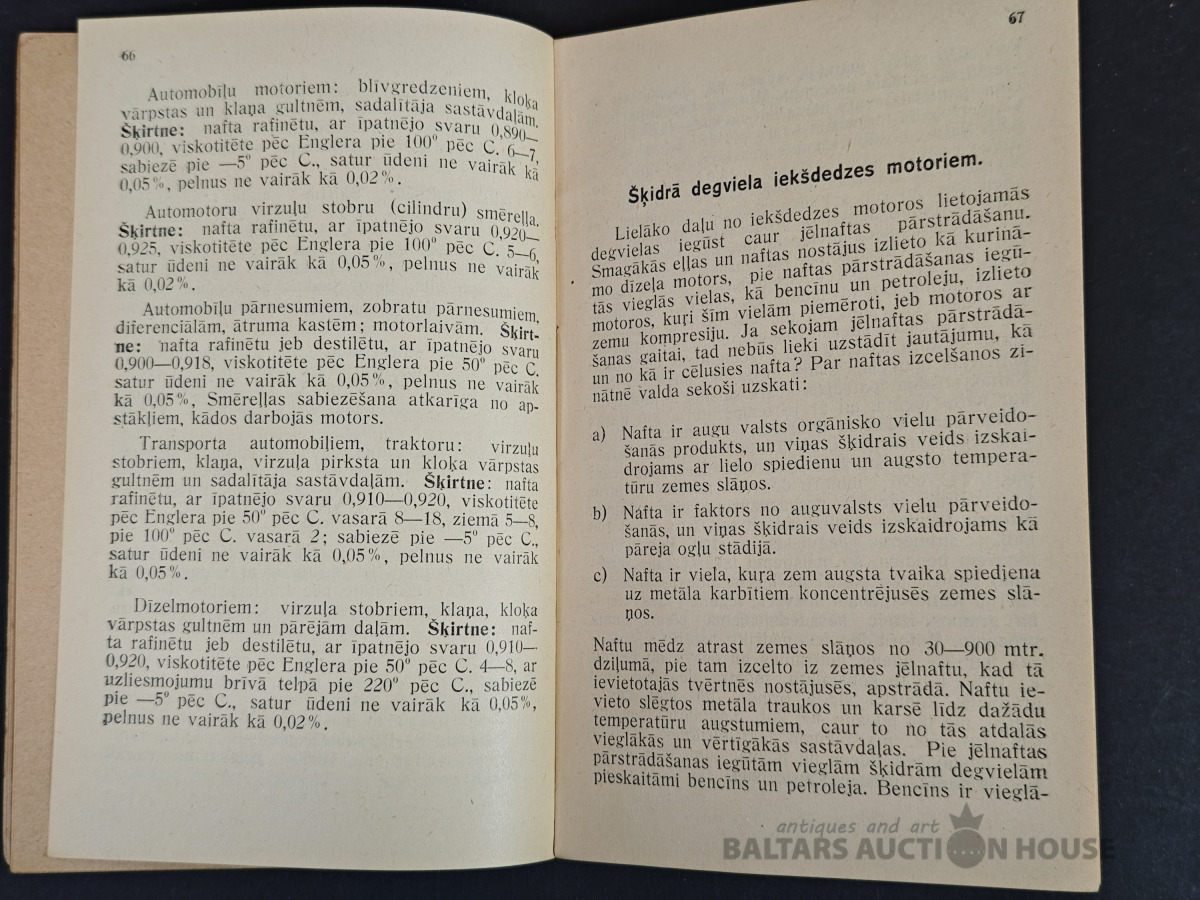 66
Automobiļu motoriem: blīvgredzeniem, kloķa
vārpstas un klaņa gultnēm, sadalītāja sastāvdaļām.
Šķirtne: nafta rafinētu, ar īpatnējo svaru 0,890—
0,900, viskotitēte pēc Englera pie 100° pēc C. 6—7,
sabiezē pie —5° pēc C., satur ūdeni ne vairāk kā
0,05%, pelnus ne vairāk kā 0,02%.
Automotoru virzuļu stobru (cilindru) smēreļļa.
Šķirtne: nafta rafinētu, ar īpatnējo svaru 0,920—
0,925, viskotitēte pēc Englera pie 100° pēc C. 5—6,
satur ūdeni ne vairāk kā 0,05%, pelnus ne vairāk
kā 0,02%.
Automobiļu pārnesumiem, zobratu pārnesumiem,
diferenciālām, ātruma kastēm; motorlaivām. Šķirt-
ne: nafta rafinētu jeb destilētu, ar īpatnējo svaru
0,900—0,918, viskotitēte pēc Englera pie 50° pēc C.
satur ūdeni ne vairāk kā 0,05%, pelnus ne vairāk
kā 0,05%, Smēreļļas sabiezēšana atkarīga no ap-
stākļiem, kādos darbojās motors.
Transporta automobiļiem, traktoru: virzuļu
stobriem, klaņa, virzuļa pirksta un kloķa vārpstas
gultnēm un sadalītāja sastāvdaļām. Šķirtne: nafta
rafinētu, ar īpatnējo svaru 0,910—0,920, viskotitēte
pēc Englera pie 50° pēc C. vasarā 8—18, ziemā 5—8,
pie 100° pēc C. vasarā 2; sabiezē pie —5° pēc C.,
satur ūdeni ne vairāk kā 0,05%, pelnus ne vairāk
kā 0,05%.
Dīzelmotoriem: virzuļa stobriem, klaņa, kloķa
vārpstas gultnēm un pārējām daļām. Šķirtne: naf-
ta rafinētu jeb destilētu, ar īpatnējo svaru 0,910—
0,920, viskotitēte pēc Englera pie 50° pēc C. 4—8, ar
uzliesmojumu brīvā telpā pie 220° pēc C., sabiezē
pie —5° pēc C., satur ūdeni ne vairāk kā 0,05%,
pelnus ne vairāk kā 0,02%.
67
Šķidrā degviela iekšdedzes motoriem.
Lielāko daļu no iekšdedzes motoros lietojamās
degvielas iegūst caur jēlnaftas pārstrādāšanu.
Smagākās eļļas un naftas nostājus izlieto kā kurinā-
mo dīzeļa motors, pie naftas pārstrādāšanas iegū-
tās vieglās vielas, kā bencīnu un petroleju, izlieto
motoros, kuŗi šīm vielām piemēroti, jeb motoros ar
zemu kompresiju. Ja sekojam jēlnaftas pārstrādā-
šanas gaitai, tad nebūs lieki uzstādīt jautājumu, kā
un no kā ir cēlusies nafta? Par naftas izcelšanos zi-
nātnē valda sekoši uzskati:
a) Nafta ir augu valsts orgānisko vielu pārveido-
šanās produkts, un viņas šķidrais veids izskai-
drojams ar lielo spiedienu un augsto tempera-
tūru zemes slāņos.
b) Nafta ir faktors no auguvalsts vielu pārveido-
šanās, un viņas šķidrais veids izskaidrojams kā
pāreja ogļu stādijā.
c) Nafta ir viela, kuŗa zem augsta tvaika spiediena
uz metāla karbītiem koncentrējusēs zemes slā-
ņos.
Naftu mēdz atrast zemes slāņos no 30—900 mtr.
dziļumā, pie tam izcelto iz zemes jēlnaftu, kad tā
ievietotajās tvērtnēs nostājusēs, apstrādā. Naftu ie-
vieto slēgtos metāla traukos un karsē līdz dažādu
temperatūru augstumiem, caur to no tās atdalās
vieglākās un vērtīgākās sastāvdaļas. Pie jēlnaftas
pārstrādāšanas iegūtām vieglām šķidrām degvielām
pieskaitāmi bencīns un petroleja. Bencīns ir vieglā-
antiques and art
BALTARS AUCTION HOUSE